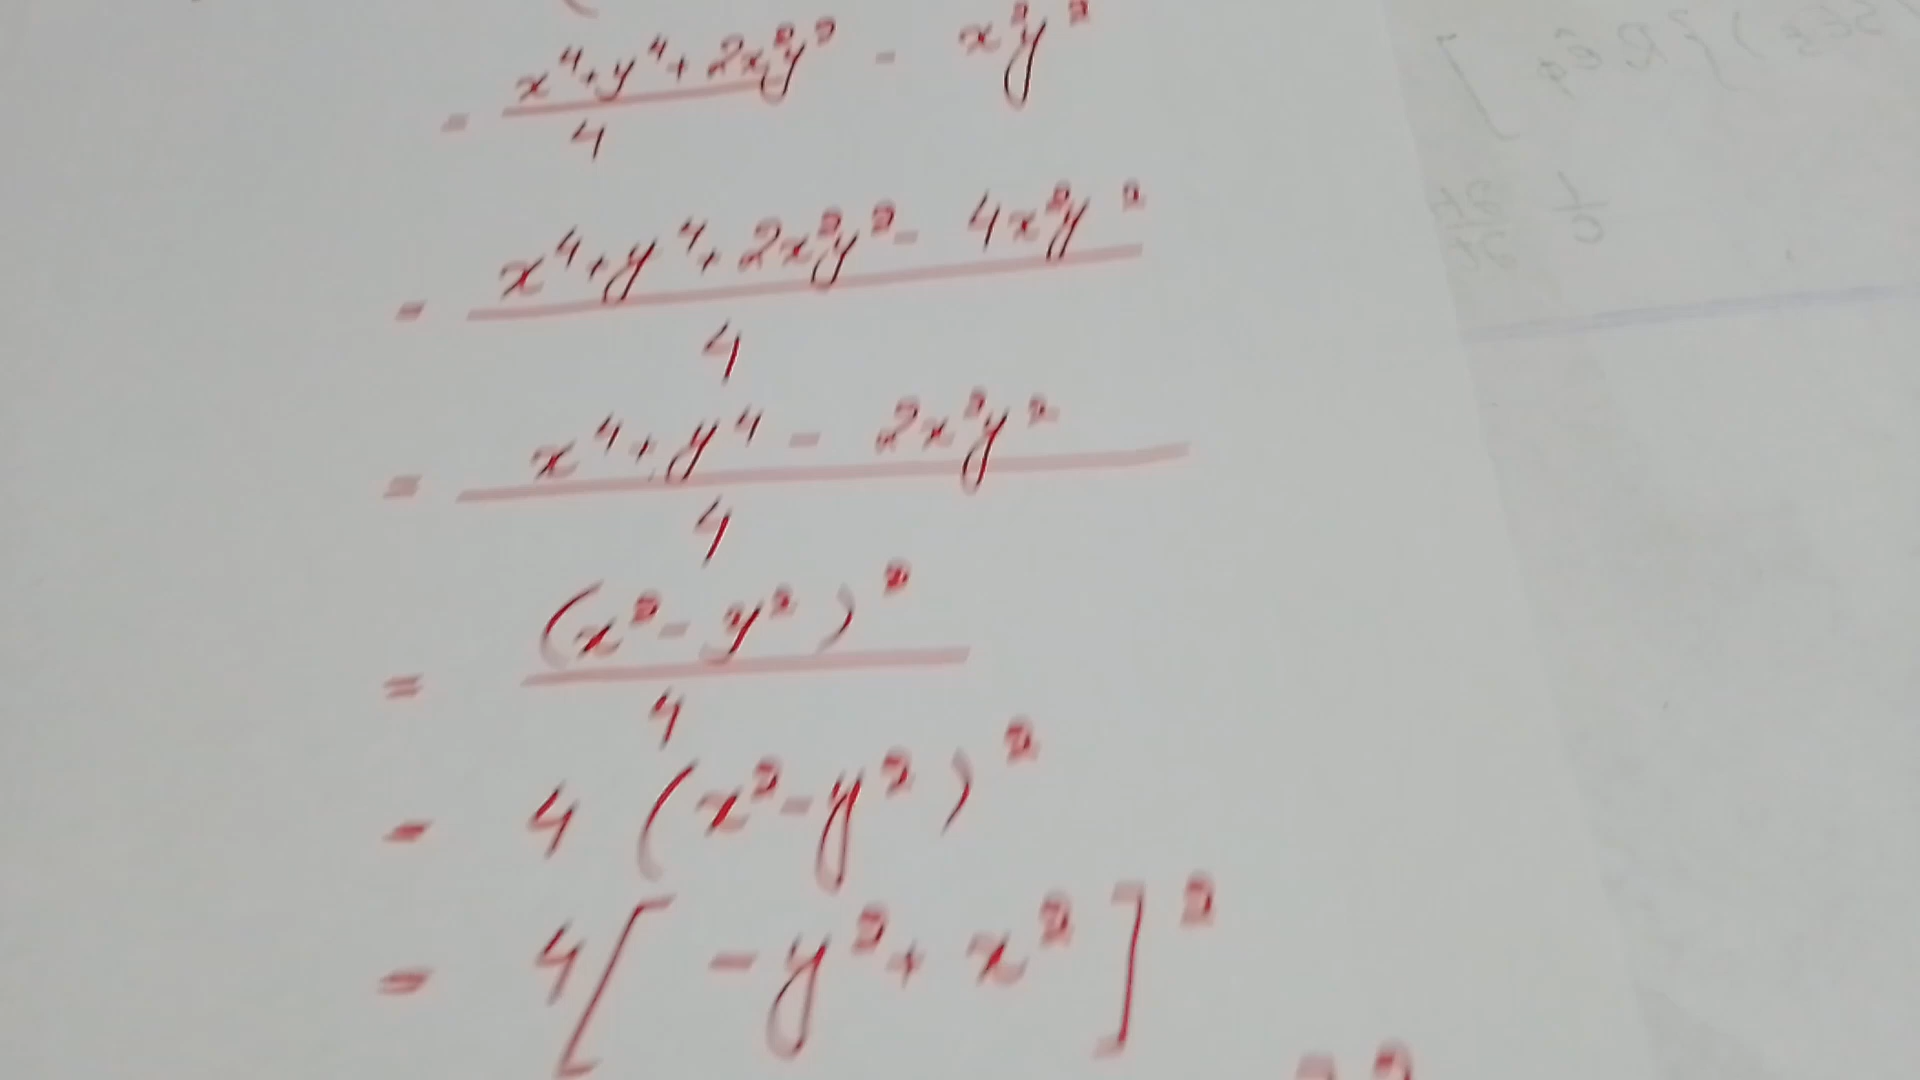 = x⁴+y⁴+2x²y²/4 - x²y²
= x⁴+y⁴+2x²y²-4x²y²/4
= x⁴+y⁴-2x²y²/4
= (x²-y²)²/4
= 4(x²-y²)²
= 4[-y²+x²]²